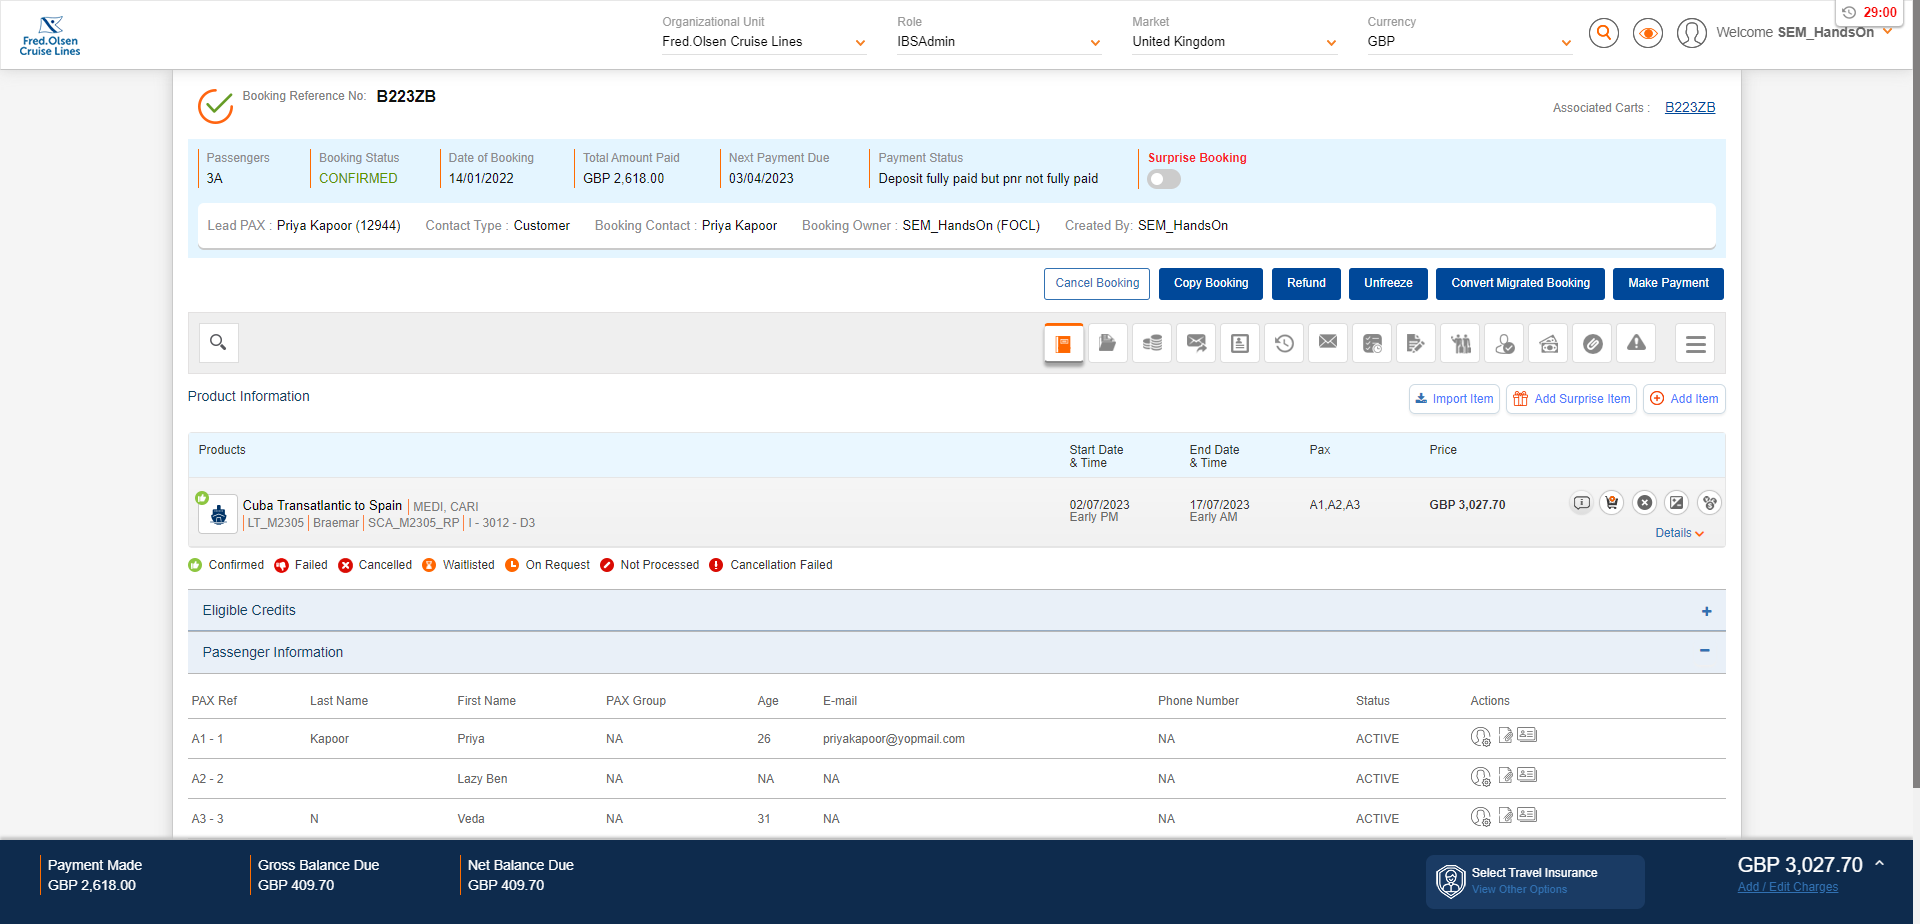 29:00
Fred.Olsen
Cruise Lines
Organizational Unit
Fred.Olsen Cruise Lines
Role
IBSAdmin
Market
United Kingdom
Currency
GBP
Welcome SEM_HandsOn
Booking Reference No: B223ZB
Associated Carts : B223ZB
Passengers
3A
Booking Status
CONFIRMED
Date of Booking
14/01/2022
Total Amount Paid
GBP 2,618.00
Next Payment Due
03/04/2023
Payment Status
Deposit fully paid but pnr not fully paid
Surprise Booking
Lead PAX : Priya Kapoor (12944) Contact Type : Customer Booking Contact : Priya Kapoor Booking Owner : SEM_HandsOn (FOCL) Created By: SEM_HandsOn
Cancel Booking Copy Booking Refund Unfreeze Convert Migrated Booking Make Payment
Product Information
Import Item Add Surprise Item Add Item
Products
Start Date
& Time
End Date
& Time
Pax
Price
Cuba Transatlantic to Spain MEDI, CARI
LT_M2305 Braemar SCA_M2305_RP I - 3012 - D3
02/07/2023
Early PM
17/07/2023
Early AM
A1,A2,A3
GBP 3,027.70
Details
Confirmed Failed Cancelled Waitlisted On Request Not Processed Cancellation Failed
Eligible Credits
Passenger Information
PAX Ref Last Name First Name PAX Group Age E-mail Phone Number Status Actions
A1 - 1 Kapoor Priya NA 26 priyakapoor@yopmail.com NA ACTIVE
A2 - 2 Lazy Ben NA NA NA NA ACTIVE
A3 - 3 N Veda NA 31 NA NA ACTIVE
Payment Made
GBP 2,618.00
Gross Balance Due
GBP 409.70
Net Balance Due
GBP 409.70
Select Travel Insurance
View Other Options
GBP 3,027.70
Add / Edit Charges